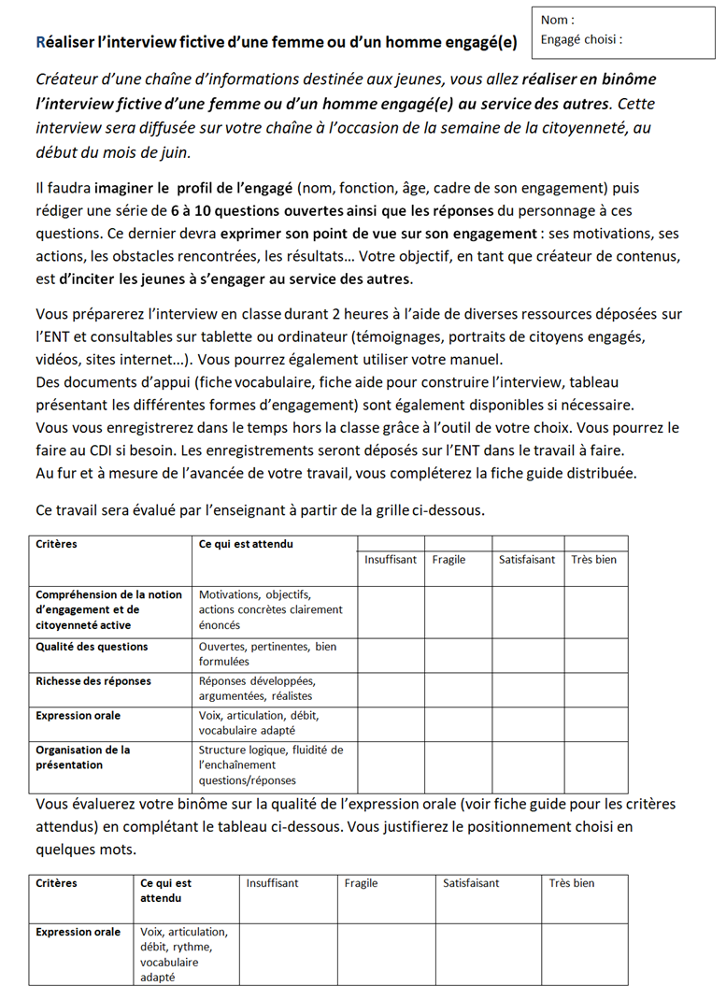 Nom :
Engagé choisi :
Réaliser l’interview fictive d’une femme ou d’un homme engagé(e)
Créateur d’une chaîne d’informations destinée aux jeunes, vous allez réaliser en binôme
l’interview fictive d’une femme ou d’un homme engagé(e) au service des autres. Cette
interview sera diffusée sur votre chaîne à l’occasion de la semaine de la citoyenneté, au
début du mois de juin.
Il faudra imaginer le profil de l’engagé (nom, fonction, âge, cadre de son engagement) puis
rédiger une série de 6 à 10 questions ouvertes ainsi que les réponses du personnage à ces
questions. Ce dernier devra exprimer son point de vue sur son engagement : ses motivations, ses
actions, les obstacles rencontrées, les résultats... Votre objectif, en tant que créateur de contenus,
est d’inciter les jeunes à s’engager au service des autres.
Vous préparerez l’interview en classe durant 2 heures à l’aide de diverses ressources déposées sur
l’ENT et consultables sur tablette ou ordinateur (témoignages, portraits de citoyens engagés,
vidéos, sites internet...). Vous pourrez également utiliser votre manuel.
Des documents d’appui (fiche vocabulaire, fiche aide pour construire l’interview, tableau
présentant les différentes formes d’engagement) sont également disponibles si nécessaire.
Vous vous enregistrerez dans le temps hors la classe grâce à l’outil de votre choix. Vous pourrez le
faire au CDI si besoin. Les enregistrements seront déposés sur l’ENT dans le travail à faire.
Au fur et à mesure de l’avancée de votre travail, vous compléterez la fiche guide distribuée.
Ce travail sera évalué par l’enseignant à partir de la grille ci-dessous.
Critères Ce qui est attendu
Insuffisant Fragile Satisfaisant Très bien
Compréhension de la notion
d’engagement et de
citoyenneté active
Motivations, objectifs,
actions concrètes clairement
énoncés
Qualité des questions
Ouvertes, pertinentes, bien
formulées
Richesse des réponses
Réponses développées,
argumentées, réalistes
Expression orale
Voix, articulation, débit,
vocabulaire adapté
Organisation de la
présentation
Structure logique, fluidité de
l’enchaînement
questions/réponses
Vous évaluerez votre binôme sur la qualité de l’expression orale (voir fiche guide pour les critères
attendus) en complétant le tableau ci-dessous. Vous justifierez le positionnement choisi en
quelques mots.
Critères
Ce qui est
attendu
Insuffisant Fragile Satisfaisant Très bien
Expression orale
Voix, articulation,
débit, rythme,
vocabulaire
adapté